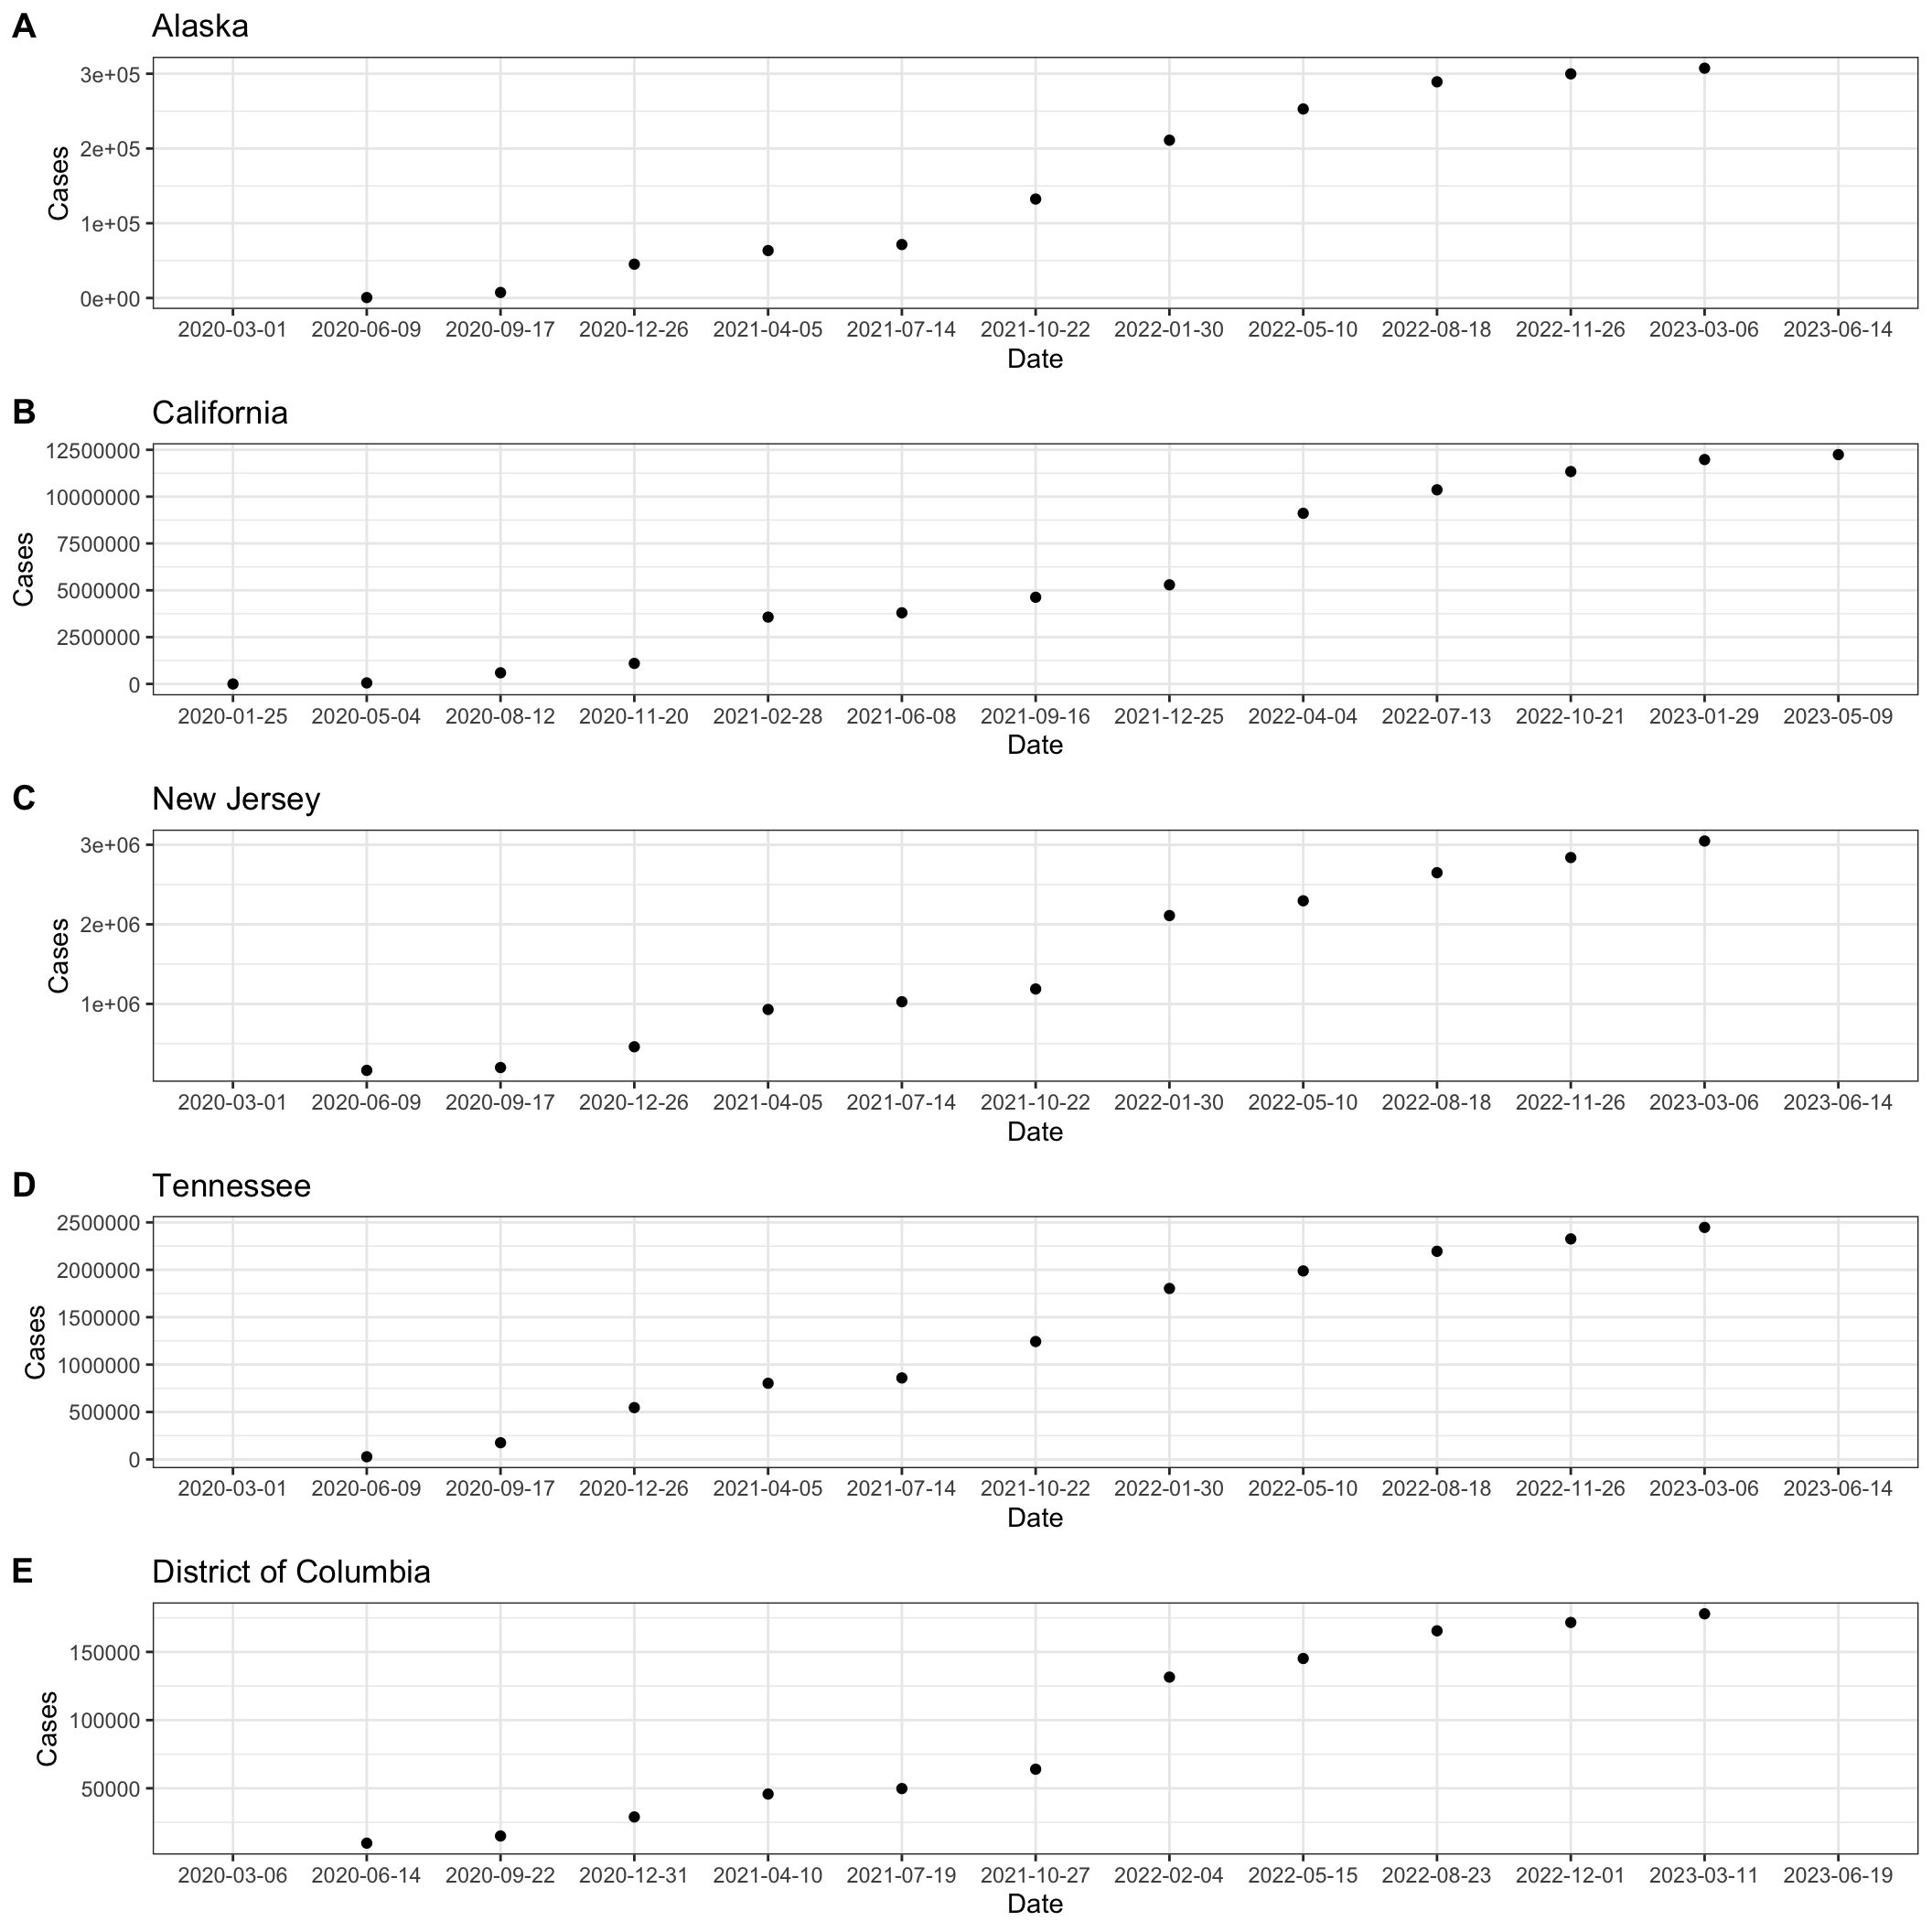 A Alaska
Cases
3e+05
2e+05
1e+05
0e+00
2020-03-01 2020-06-09 2020-09-17 2020-12-26 2021-04-05 2021-07-14 2021-10-22 2022-01-30 2022-05-10 2022-08-18 2022-11-26 2023-03-06 2023-06-14
Date
B California
Cases
12500000
10000000
7500000
5000000
2500000
0
2020-01-25 2020-05-04 2020-08-12 2020-11-20 2021-02-28 2021-06-08 2021-09-16 2021-12-25 2022-04-04 2022-07-13 2022-10-21 2023-01-29 2023-05-09
Date
C New Jersey
Cases
3e+06
2e+06
1e+06
2020-03-01 2020-06-09 2020-09-17 2020-12-26 2021-04-05 2021-07-14 2021-10-22 2022-01-30 2022-05-10 2022-08-18 2022-11-26 2023-03-06 2023-06-14
Date
D Tennessee
Cases
2500000
2000000
1500000
1000000
500000
0
2020-03-01 2020-06-09 2020-09-17 2020-12-26 2021-04-05 2021-07-14 2021-10-22 2022-01-30 2022-05-10 2022-08-18 2022-11-26 2023-03-06 2023-06-14
Date
E District of Columbia
Cases
150000
100000
50000
2020-03-06 2020-06-14 2020-09-22 2020-12-31 2021-04-10 2021-07-19 2021-10-27 2022-02-04 2022-05-15 2022-08-23 2022-12-01 2023-03-11 2023-06-19
Date